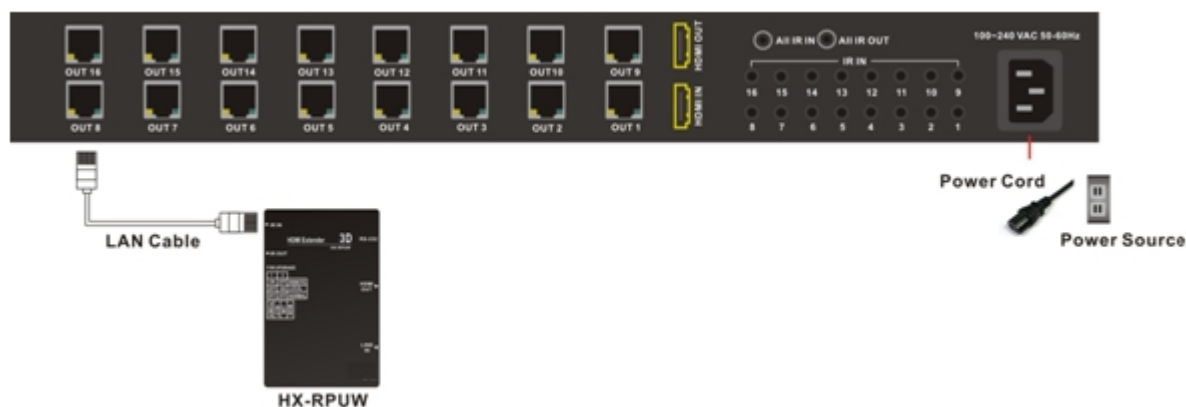 All IR IN All IR OUT 100~240 VAC 50-60Hz
HDMI OUT
IR IN
OUT 16 OUT 15 OUT14 OUT 13 OUT 12 OUT 11 OUT10 OUT 9
16 15 14 13 12 11 10 9
HDMI IN
OUT 8 OUT 7 OUT 6 OUT 5 OUT 4 OUT 3 OUT 2 OUT 1
8 7 6 5 4 3 2 1
Power Cord
Power Source
LAN Cable
HDMI Extender 3D
HX-RPUW
HX-RPUW